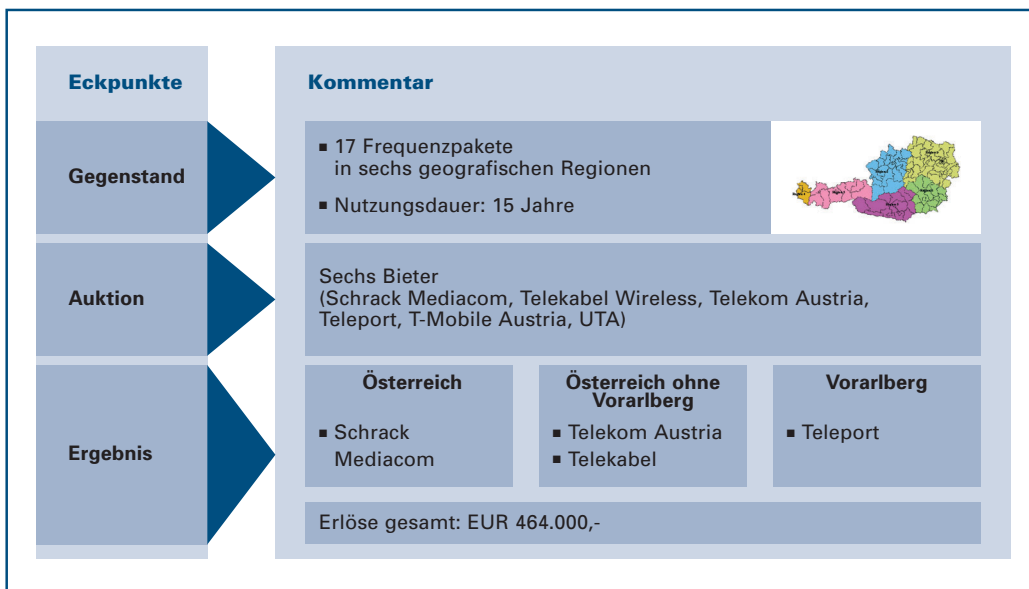 Eckpunkte
Kommentar
Gegenstand
▪ 17 Frequenzpakete
in sechs geografischen Regionen
▪ Nutzungsdauer: 15 Jahre
Auktion
Sechs Bieter
(Schrack Mediacom, Telekabel Wireless, Telekom Austria,
Teleport, T-Mobile Austria, UTA)
Ergebnis
Österreich
▪ Schrack
Mediacom
Österreich ohne
Vorarlberg
▪ Telekom Austria
▪ Telekabel
Vorarlberg
▪ Teleport
Erlöse gesamt: EUR 464.000,-